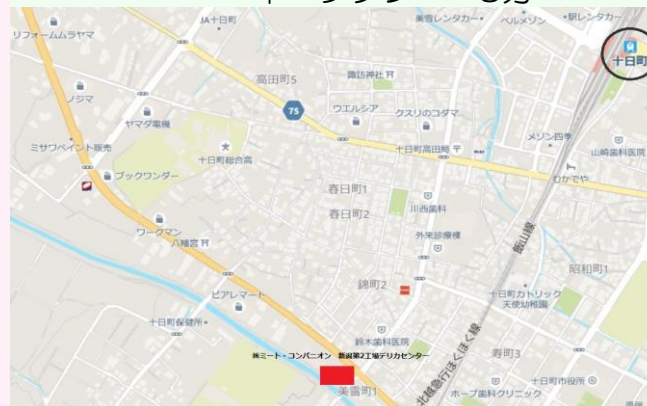 JA十日町
美雪レンタカー
ベルメゾン
駅レンタカー
リフォームムラヤマ
十日町
高田町5
諏訪神社
ノジマ
75
ウエルシア
クスリのコダマ
ヤマダ電機
メゾン四季
十日町高田局
山崎歯科医院
ミサワペイント販売
十日町総合高
むかでや
ブックワンダー
春日町1
川西歯科
春日町2
ワークマン
外来診療棟
八幡宮
飯山線
昭和町1
錦町2
ピアレマート
十日町カトリック
天使幼稚園
十日町保健所
鈴木歯科医院
北越急行ほくほく線
寿町3
㈱ミート・コンパニオン 新潟第2工場デリカセンター
十日町市役所
美雪町1
ホープ歯科クリニック